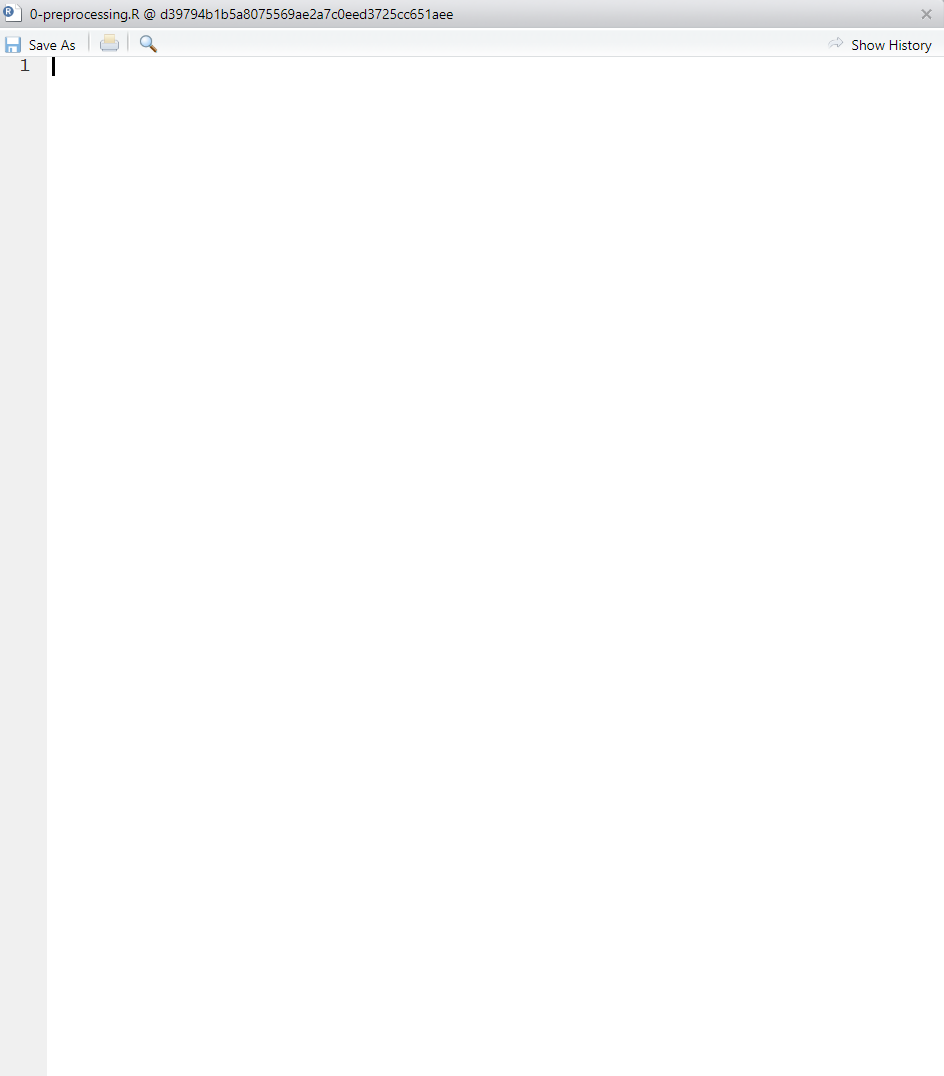 R 0-preprocessing.R @ d39794b1b5a8075569ae2a7c0eed3725cc651aee
Save As Show History
1